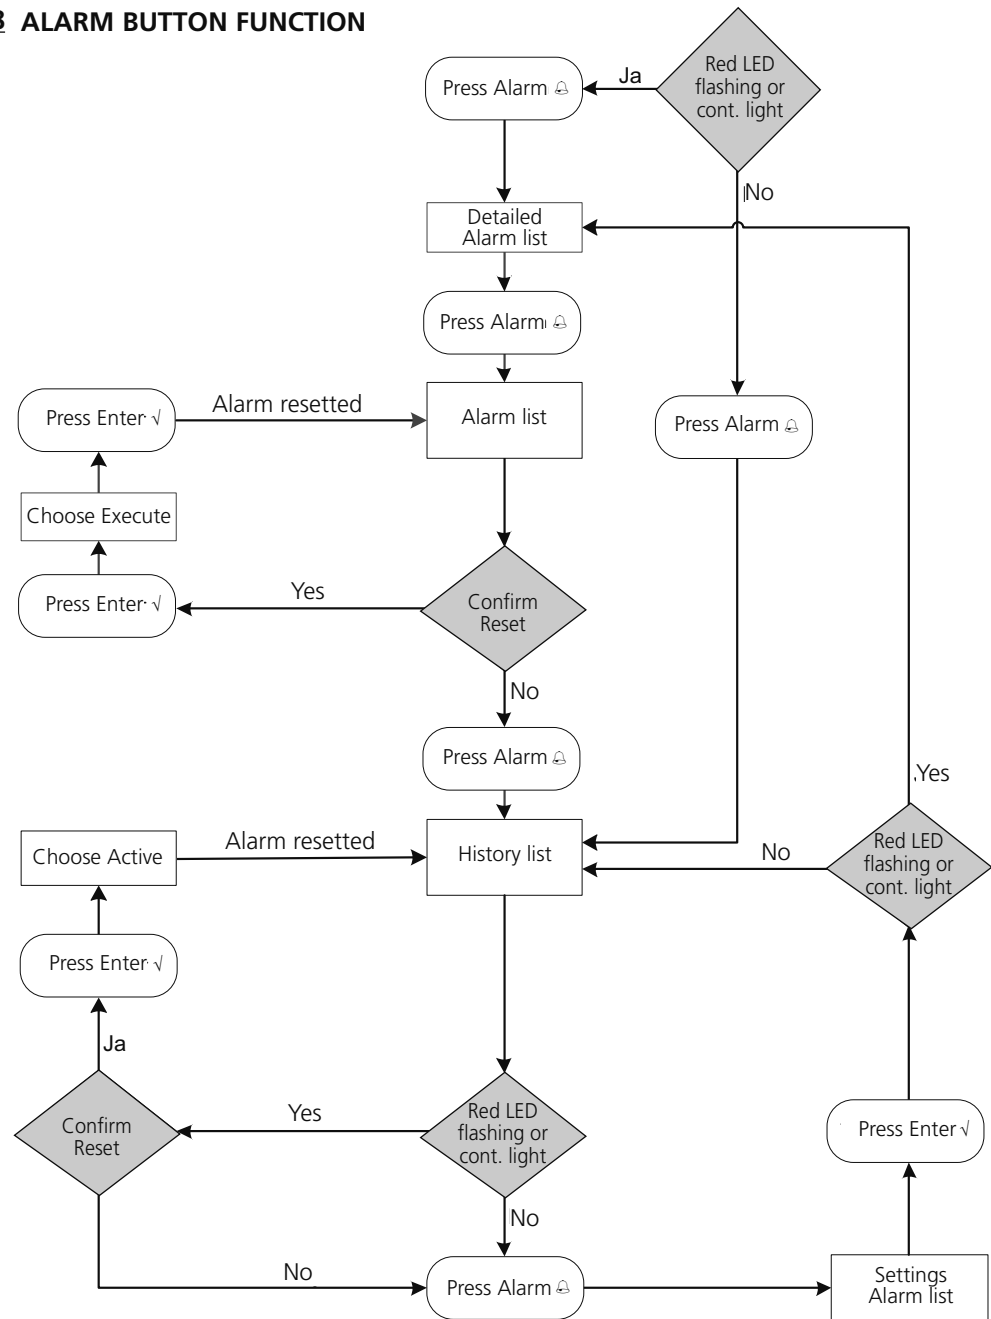 3 ALARM BUTTON FUNCTION
Red LED
flashing or
cont. light
Ja
Press Alarm
No
Detailed
Alarm list
Press Alarm
Press Enter √
Alarm resetted
Alarm list
Press Alarm
Choose Execute
Press Enter √
Yes
Confirm
Reset
No
Press Alarm
Yes
Choose Active
Alarm resetted
History list
No
Red LED
flashing or
cont. light
Press Enter √
Ja
Confirm
Reset
Yes
Red LED
flashing or
cont. light
Press Enter √
No
No
Press Alarm
Settings
Alarm list